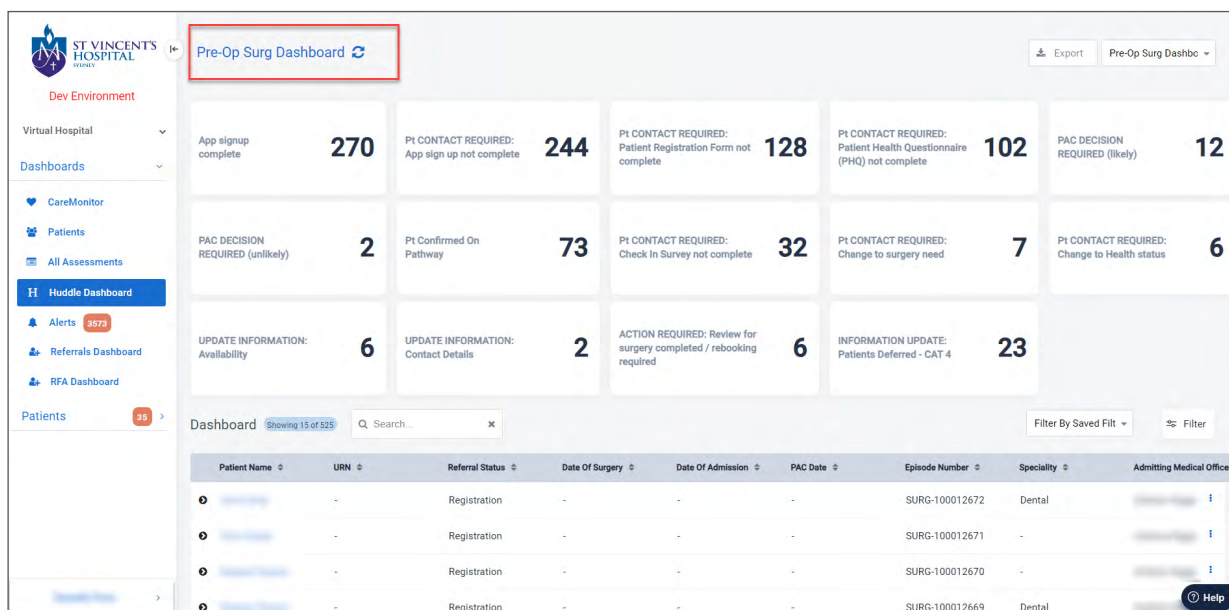 ST VINCENT'S
HOSPITAL
SYDNEY
Dev Environment
Virtual Hospital
Dashboards
CareMonitor
Patients
All Assessments
H Huddle Dashboard
Alerts 3573
Referrals Dashboard
RFA Dashboard
Patients 35
Pre-Op Surg Dashboard
Export
Pre-Op Surg Dashbc
App signup
complete
270
Pt CONTACT REQUIRED:
App sign up not complete
244
Pt CONTACT REQUIRED:
Patient Registration Form not
complete
128
Pt CONTACT REQUIRED:
Patient Health Questionnaire
(PHQ) not complete
102
PAC DECISION
REQUIRED (likely)
12
PAC DECISION
REQUIRED (unlikely)
2
Pt Confirmed On
Pathway
73
Pt CONTACT REQUIRED:
Check In Survey not complete
32
Pt CONTACT REQUIRED:
Change to surgery need
7
Pt CONTACT REQUIRED:
Change to Health status
6
UPDATE INFORMATION:
Availability
6
UPDATE INFORMATION:
Contact Details
2
ACTION REQUIRED: Review for
surgery completed / rebooking
required
6
INFORMATION UPDATE:
Patients Deferred - CAT 4
23
Dashboard Showing 15 of 525 Search...
Filter By Saved Filt
Filter
Patient Name URN Referral Status Date Of Surgery Date Of Admission PAC Date Episode Number Speciality Admitting Medical Office
- Registration - - - SURG-100012672 Dental
- Registration - - - SURG-100012671 -
- Registration - - - SURG-100012670 -
- Registration - - - SURG-100012669 Dental
Help